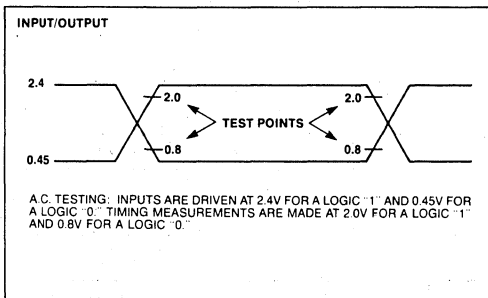 INPUT/OUTPUT
2.4
2.0
2.0
TEST POINTS
0.8
0.8
0.45
A.C. TESTING: INPUTS ARE DRIVEN AT 2.4V FOR A LOGIC "1" AND 0.45V FOR
A LOGIC "0." TIMING MEASUREMENTS ARE MADE AT 2.0V FOR A LOGIC "1"
AND 0.8V FOR A LOGIC "0."